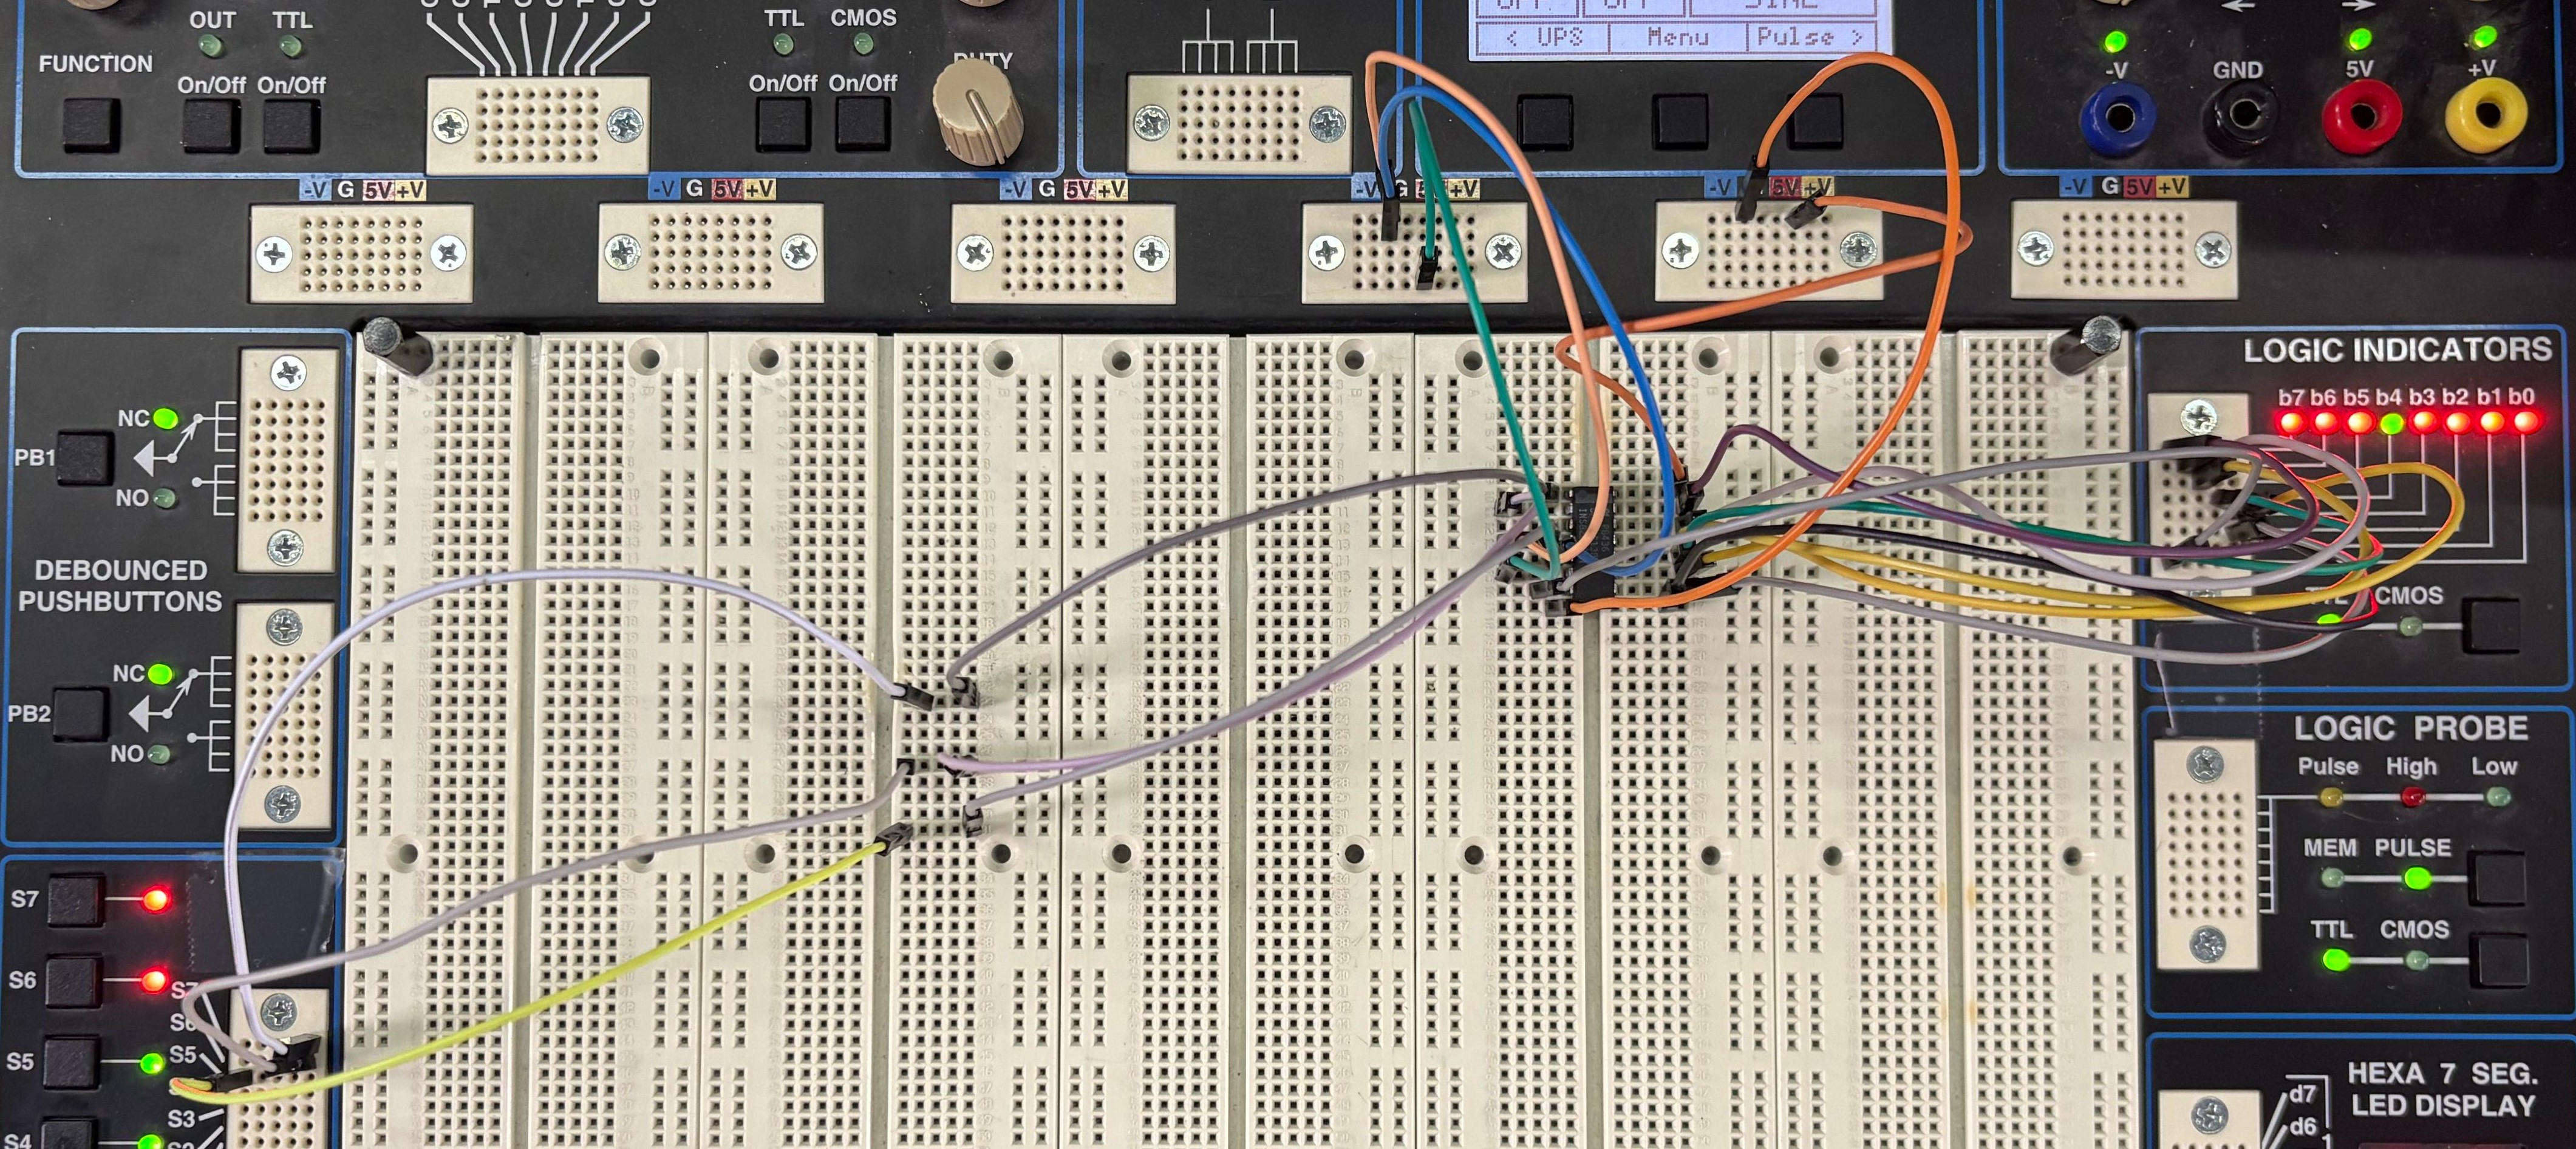 OUT TTL
FUNCTION
On/Off On/Off
TTL CMOS
On/Off On/Off
DUTY
< UPS Menu Pulse >
-V GND 5V +V
-V G 5V +V
-V G 5V +V
-V G 5V +V
-V G 5V +V
-V 5V +V
-V G 5V +V
NC
PB1
NO
DEBOUNCED
PUSHBUTTONS
NC
PB2
NO
LOGIC INDICATORS
b7 b6 b5 b4 b3 b2 b1 b0
CMOS
LOGIC PROBE
Pulse High Low
MEM PULSE
TTL CMOS
S7
S6 S7
S6
S5 S5
S3
S4
HEXA 7 SEG.
LED DISPLAY
d7
d6